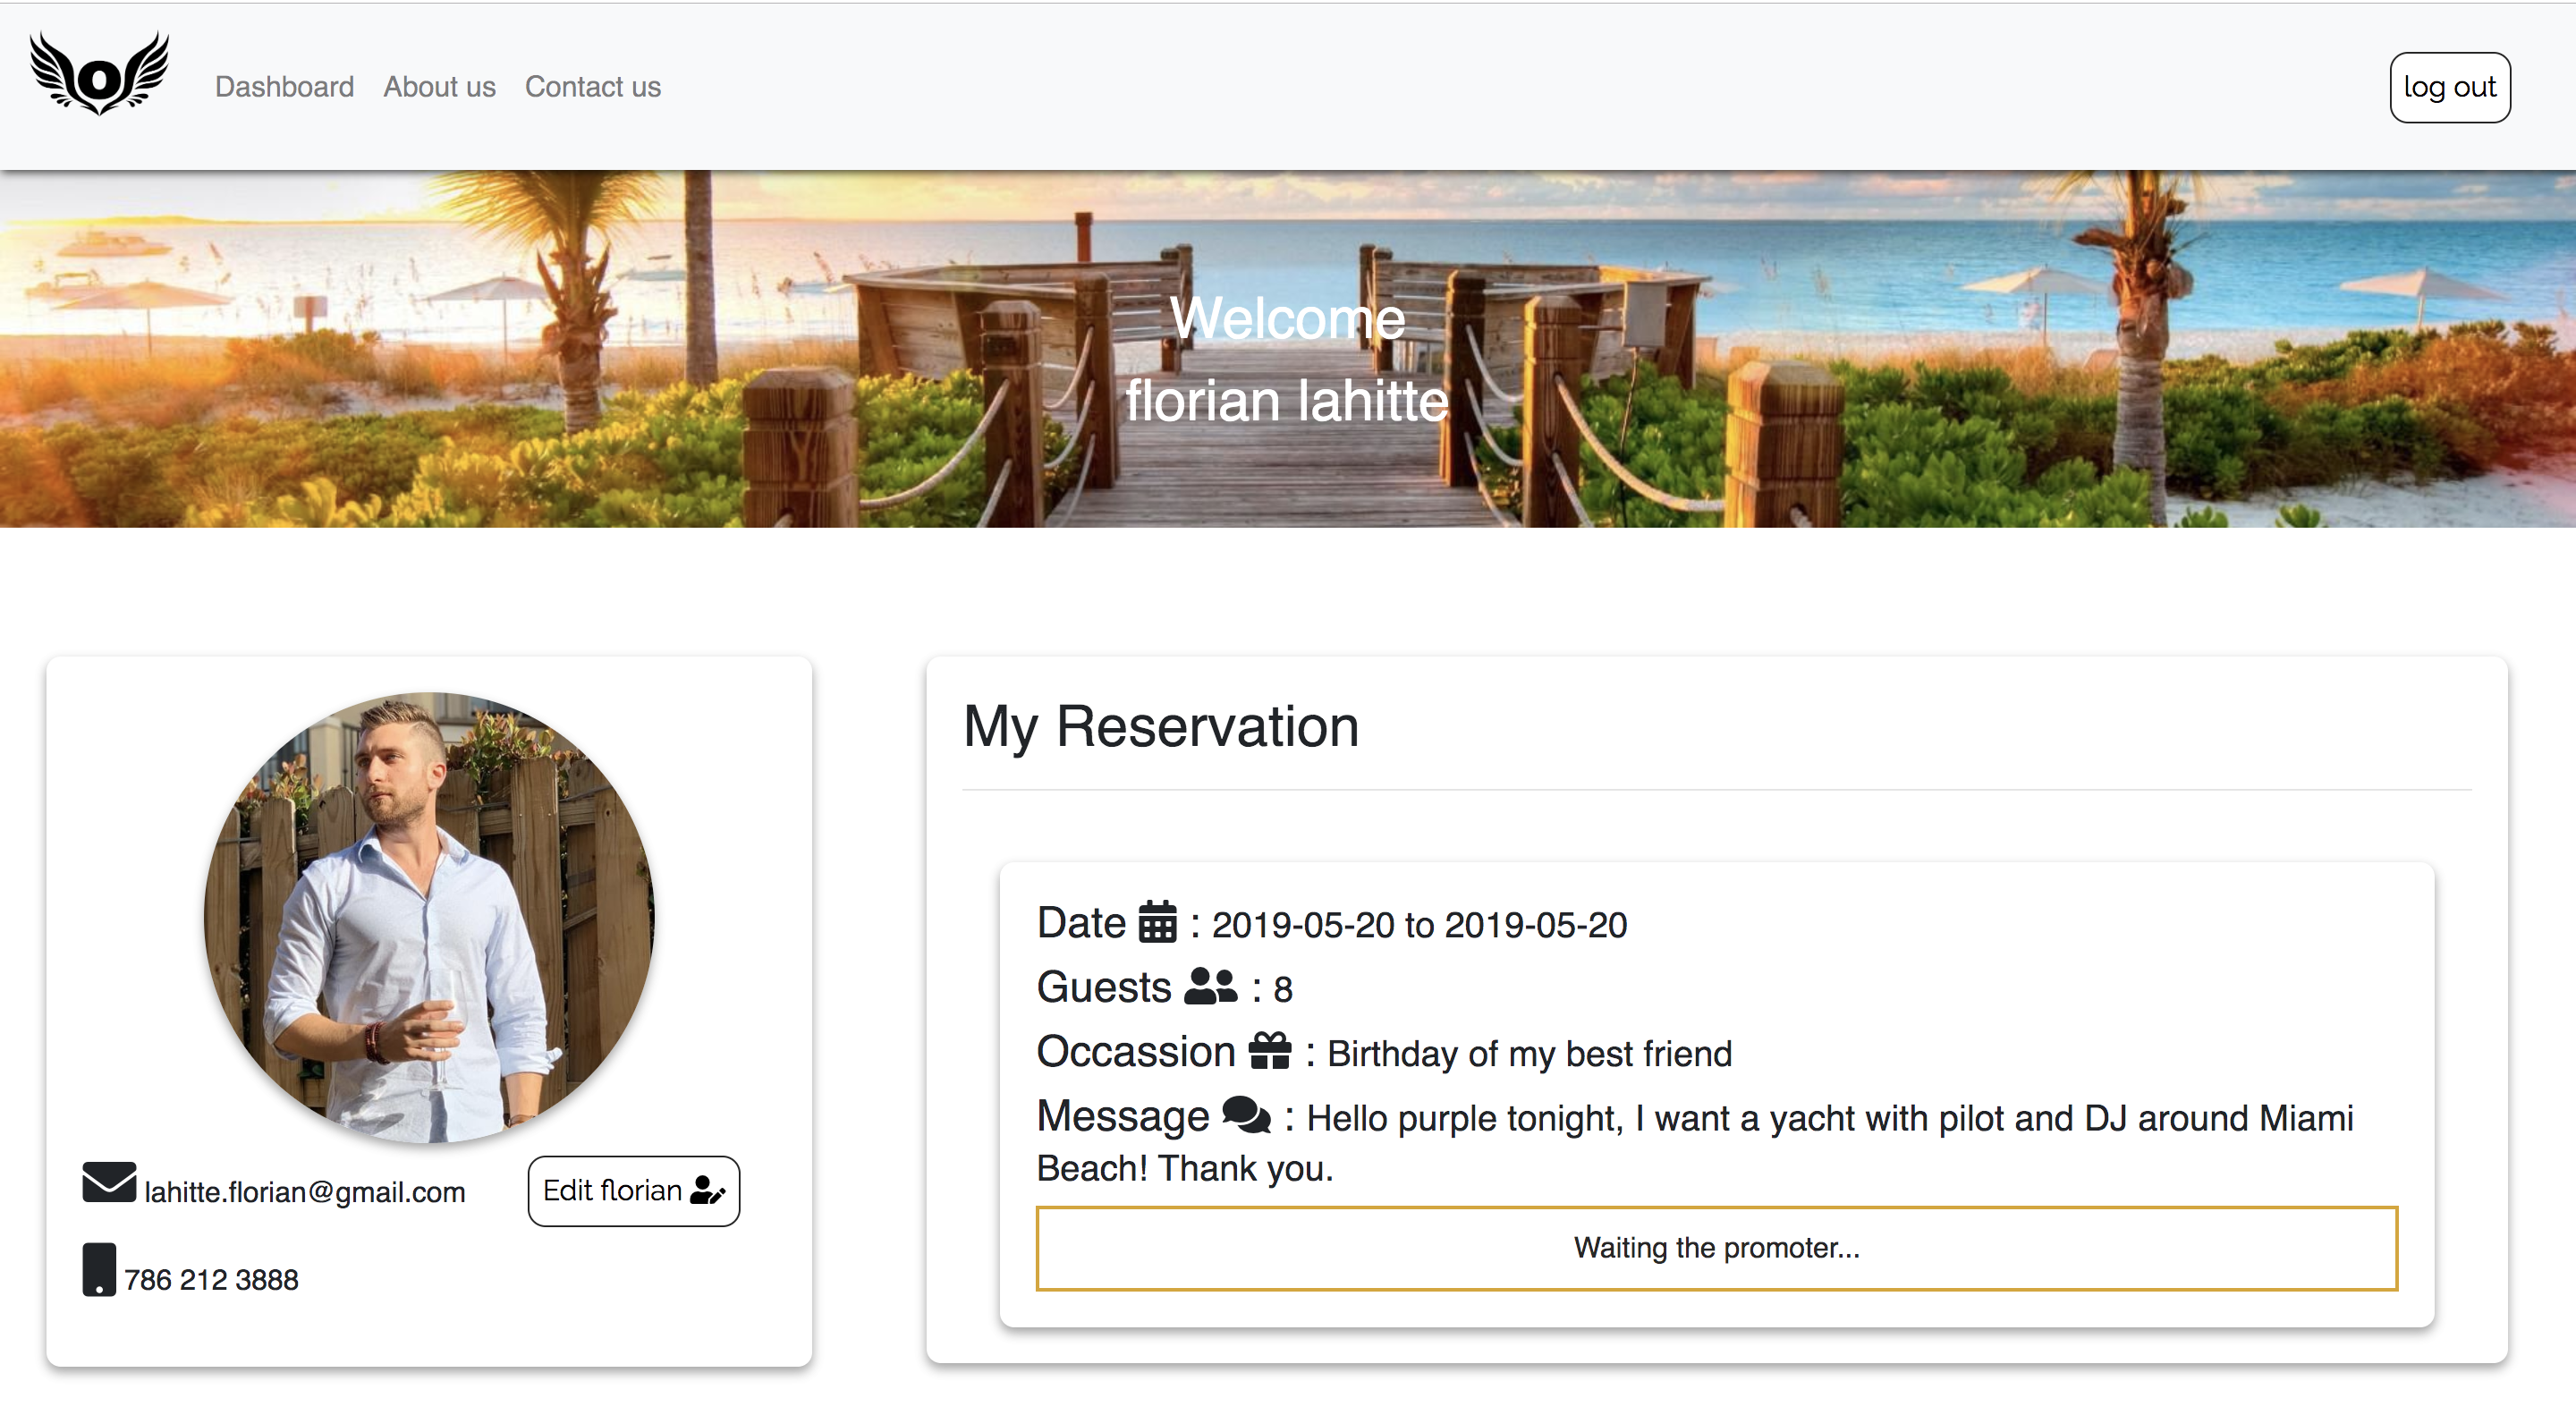 O
Dashboard About us Contact us
log out
Welcome
florian lahitte
lahitte.florian@gmail.com
Edit florian
786 212 3888
My Reservation
Date : 2019-05-20 to 2019-05-20
Guests : 8
Occassion : Birthday of my best friend
Message : Hello purple tonight, I want a yacht with pilot and DJ around Miami
Beach! Thank you.
Waiting the promoter...